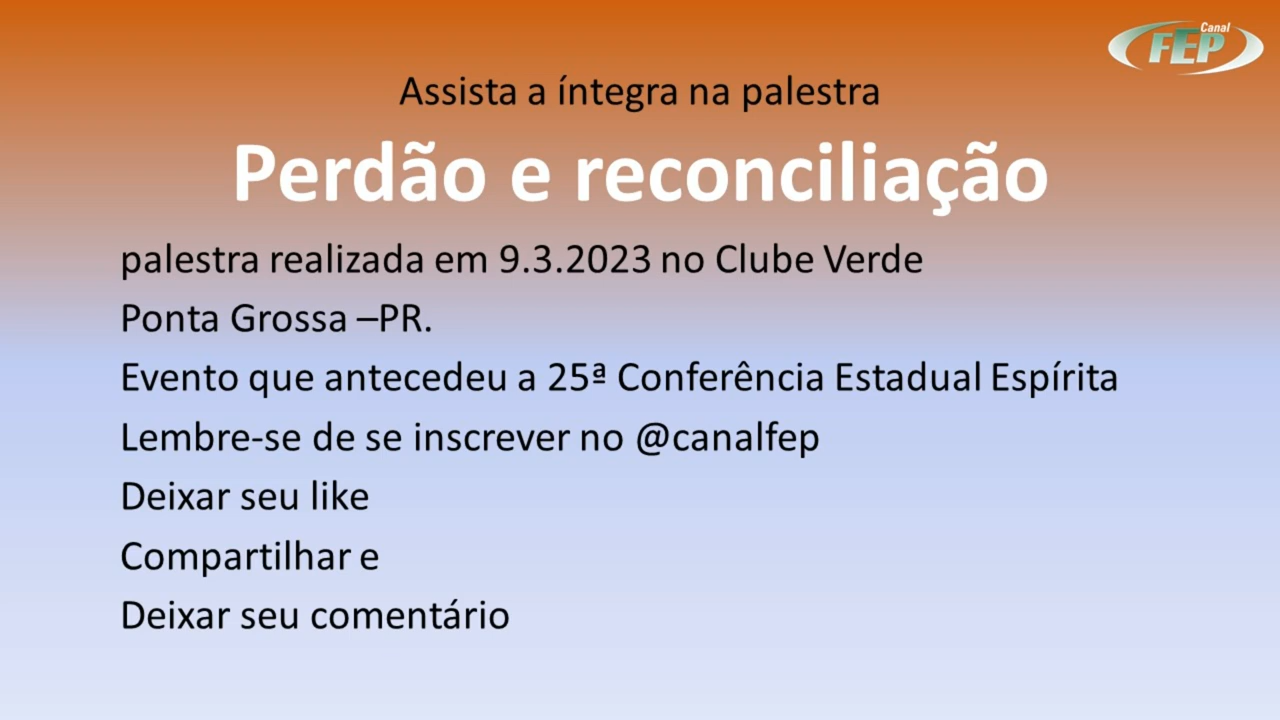 Canal
FEP
Assista a íntegra na palestra
Perdão e reconciliação
palestra realizada em 9.3.2023 no Clube Verde
Ponta Grossa –PR.
Evento que antecedeu a 25ª Conferência Estadual Espírita
Lembre-se de se inscrever no @canalfep
Deixar seu like
Compartilhar e
Deixar seu comentário